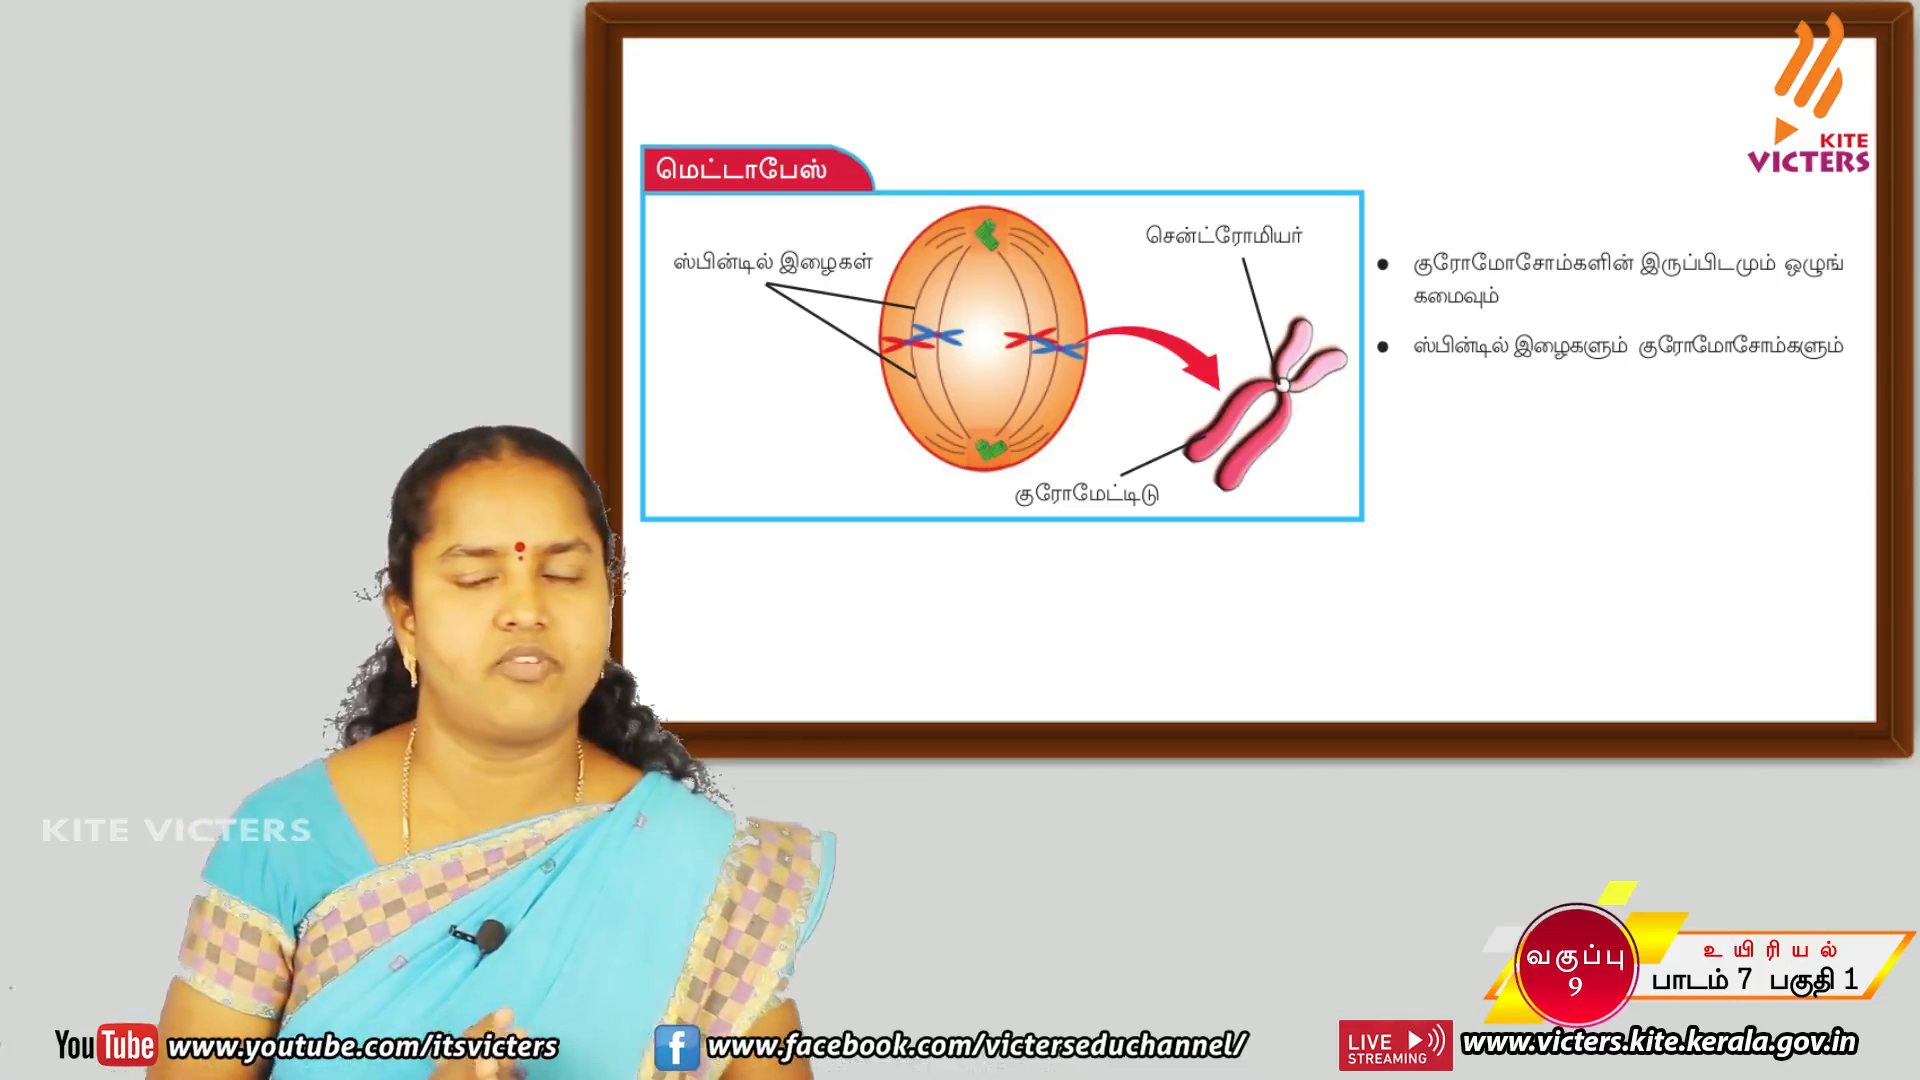 KITE
VICTERS
மெட்டாபேஸ்
சென்ட்ரோமியர்
ஸ்பின்டில் இழைகள்
● குரோமோசோம்களின் இருப்பிடமும் ஒழுங்
கமைவும்
● ஸ்பின்டில் இழைகளும் குரோமோசோம்களும்
குரோமேட்டிடு
KITE VICTERS
வகுப்பு
9
உயிரியல்
பாடம் 7 பகுதி 1
YouTube www.youtube.com/itsvicters
f www.facebook.com/victerseduchannel/
LIVE
STREAMING
www.victers.kite.kerala.gov.in